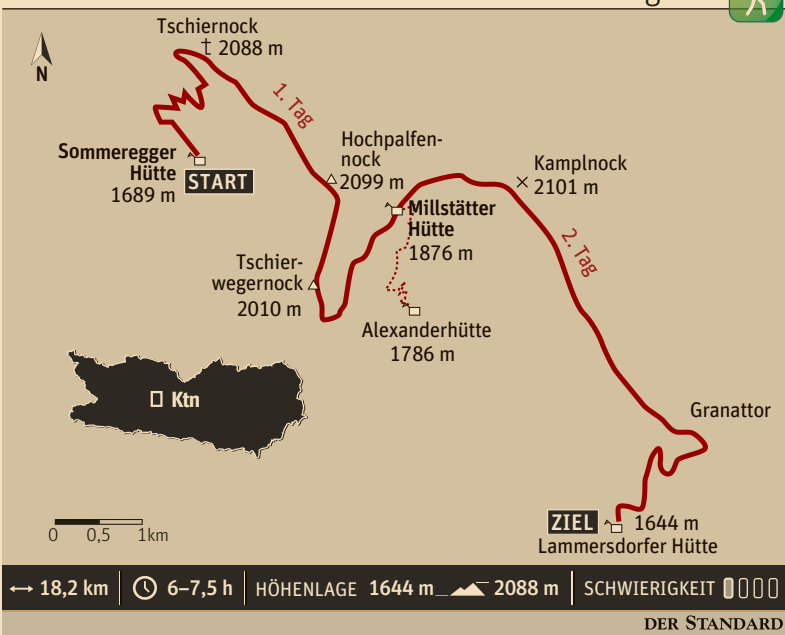 Tschiernock
2088 m
N
1. Tag
Hochpalfen-
nock
2099 m
Sommeregger
Hütte
1689 m
START
Kamplnock
2101 m
Millstätter
Hütte
1876 m
2. Tag
Tschier-
wegernock
2010 m
Alexanderhütte
1786 m
Ktn
Granattor
0 0,5 1km
ZIEL 1644 m
Lammersdorfer Hütte
18,2 km 6–7,5 h HÖHENLAGE 1644 m 2088 m SCHWIERIGKEIT
DER STANDARD